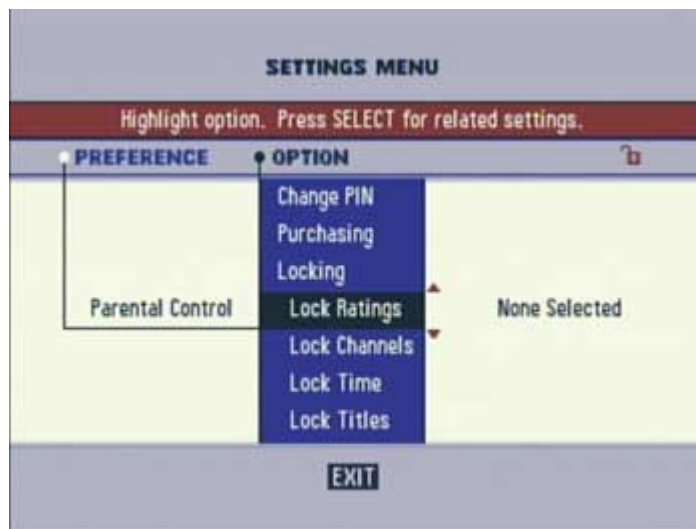 SETTINGS MENU
Highlight option. Press SELECT for related settings.
PREFERENCE OPTION
Change PIN
Purchasing
Locking
Parental Control Lock Ratings None Selected
Lock Channels
Lock Time
Lock Titles
EXIT